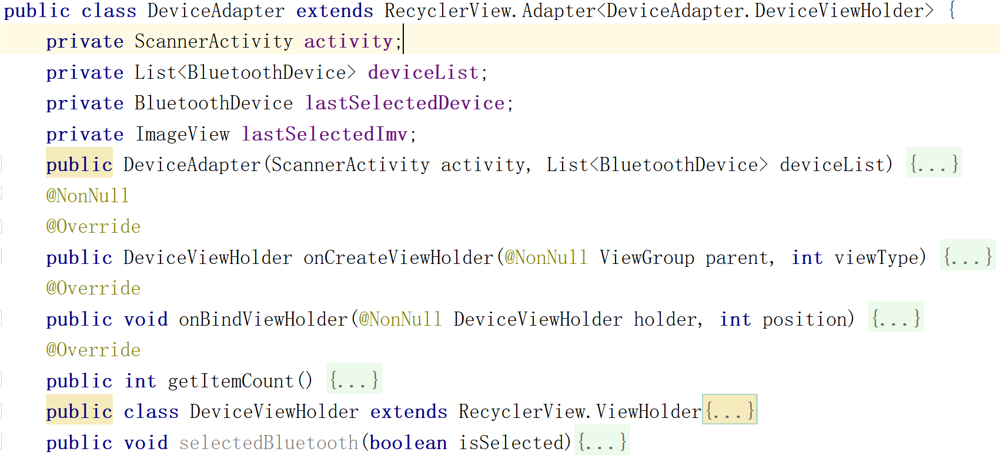 public class DeviceAdapter extends RecyclerView.Adapter<DeviceAdapter.DeviceViewHolder> {
    private ScannerActivity activity;
    private List<BluetoothDevice> deviceList;
    private BluetoothDevice lastSelectedDevice;
    private ImageView lastSelectedImv;
    public DeviceAdapter(ScannerActivity activity, List<BluetoothDevice> deviceList) {...}
    @NonNull
    @Override
    public DeviceViewHolder onCreateViewHolder(@NonNull ViewGroup parent, int viewType) {...}
    @Override
    public void onBindViewHolder(@NonNull DeviceViewHolder holder, int position) {...}
    @Override
    public int getItemCount() {...}
    public class DeviceViewHolder extends RecyclerView.ViewHolder{...}
    public void selectedBluetooth(boolean isSelected){...}